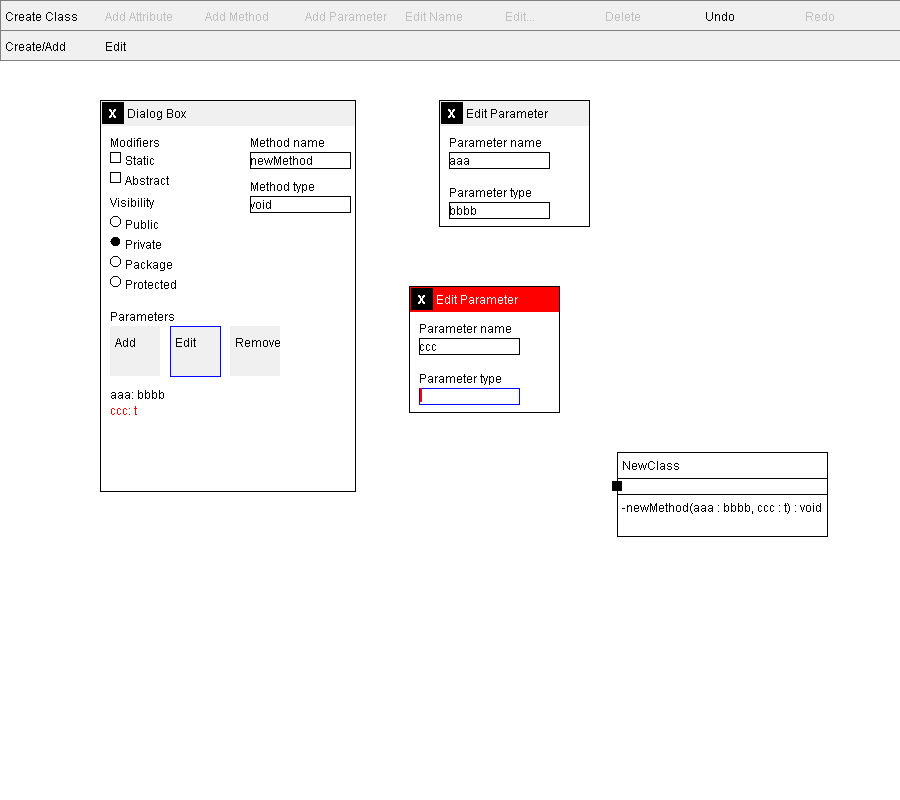 Create Class Add Attribute Add Method Add Parameter Edit Name Edit... Delete Undo Redo
Create/Add Edit
X Dialog Box
Modifiers
Static
Abstract
Visibility
Public
Private
Package
Protected
Method name
newMethod
Method type
void
Parameters
Add Edit Remove
aaa: bbbb
ccc: t
X Edit Parameter
Parameter name
aaa
Parameter type
bbbb
X Edit Parameter
Parameter name
ccc
Parameter type
NewClass
-newMethod(aaa : bbbb, ccc : t) : void